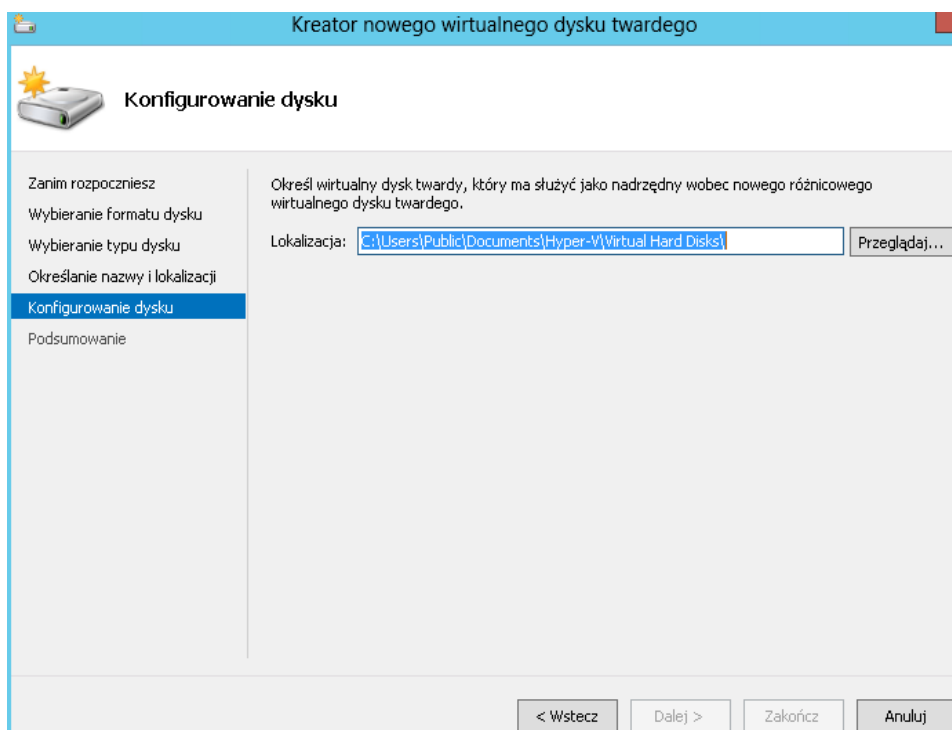 Kreator nowego wirtualnego dysku twardego
Konfigurowanie dysku
Zanim rozpoczniesz
Wybieranie formatu dysku
Wybieranie typu dysku
Określanie nazwy i lokalizacji
Konfigurowanie dysku
Podsumowanie
Określ wirtualny dysk twardy, który ma służyć jako nadrzędny wobec nowego różnicowego
wirtualnego dysku twardego.
Lokalizacja: C:\Users\Public\Documents\Hyper-V\Virtual Hard Disks\ Przeglądaj...
< Wstecz Dalej > Zakończ Anuluj